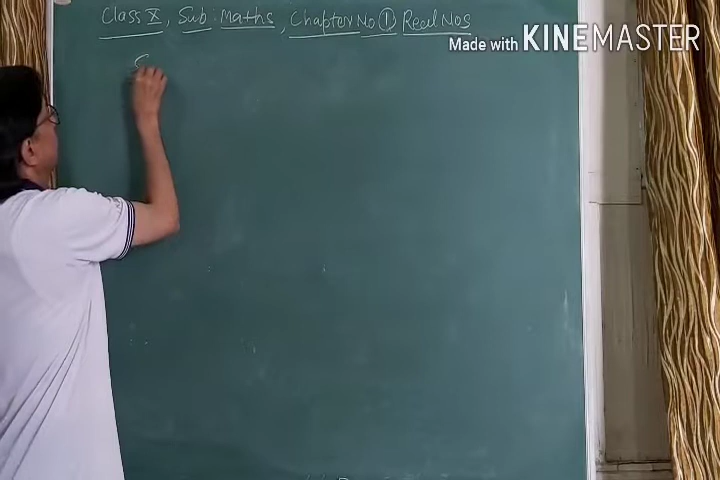 Class X, Sub: Maths, Chapter No ① Real Nos
Made with KINEMASTER
S